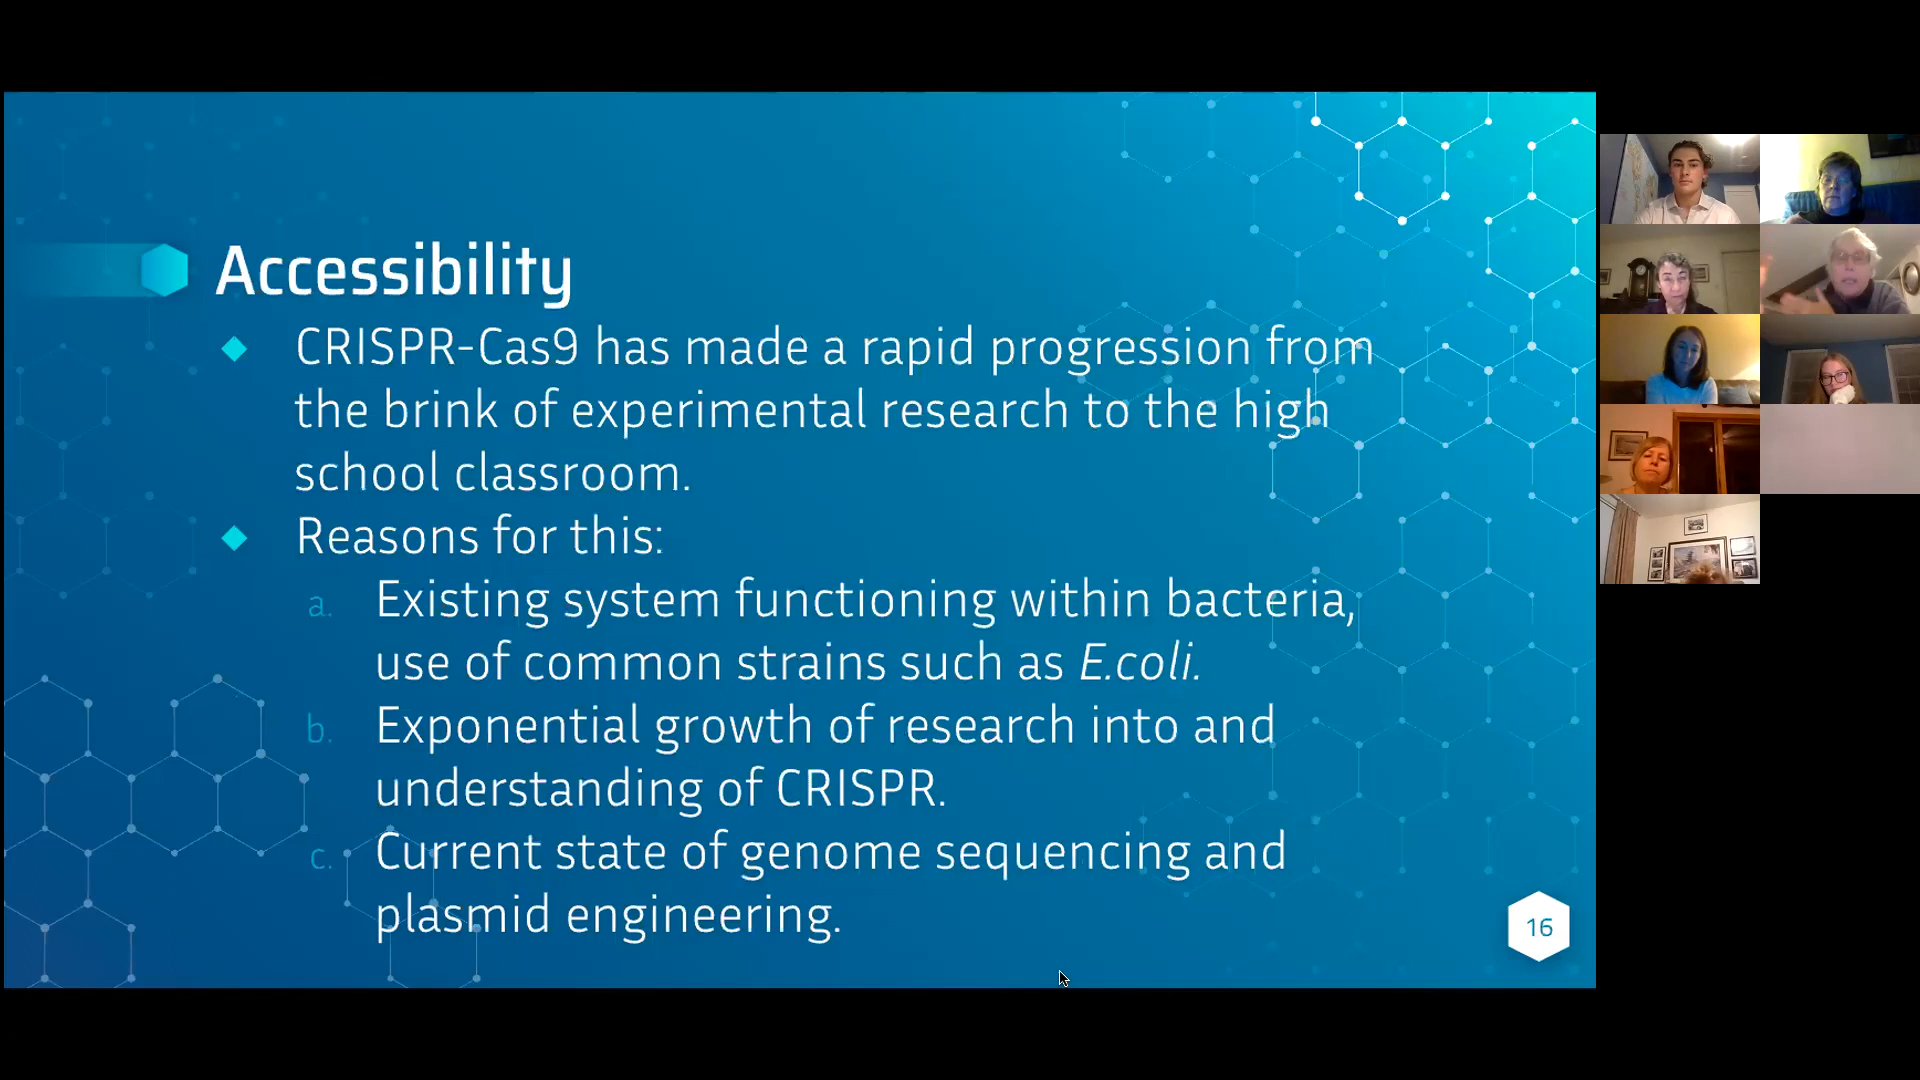 Accessibility
CRISPR-Cas9 has made a rapid progression from
the brink of experimental research to the high
school classroom.
Reasons for this:
a. Existing system functioning within bacteria,
use of common strains such as E.coli.
b. Exponential growth of research into and
understanding of CRISPR.
c. Current state of genome sequencing and
plasmid engineering.
16